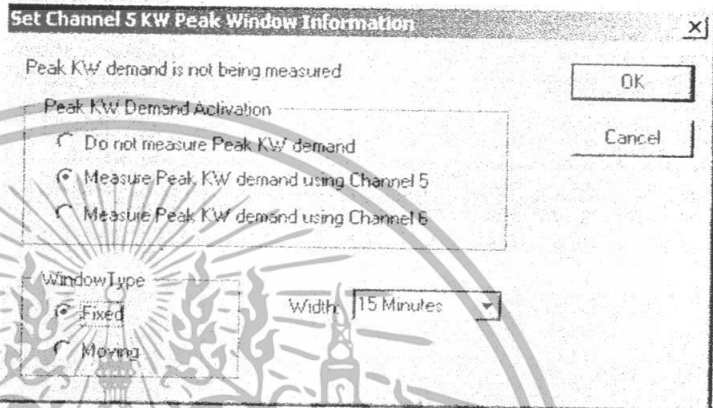 Set Channel 5 KW Peak Window Information
Peak KW demand is not being measured
OK
Peak KW Demand Activation
Do not measure Peak KW demand
Cancel
Measure Peak KW demand using Channel 5
Measure Peak KW demand using Channel 6
Window Type
Fixed
Width: 15 Minutes
Moving